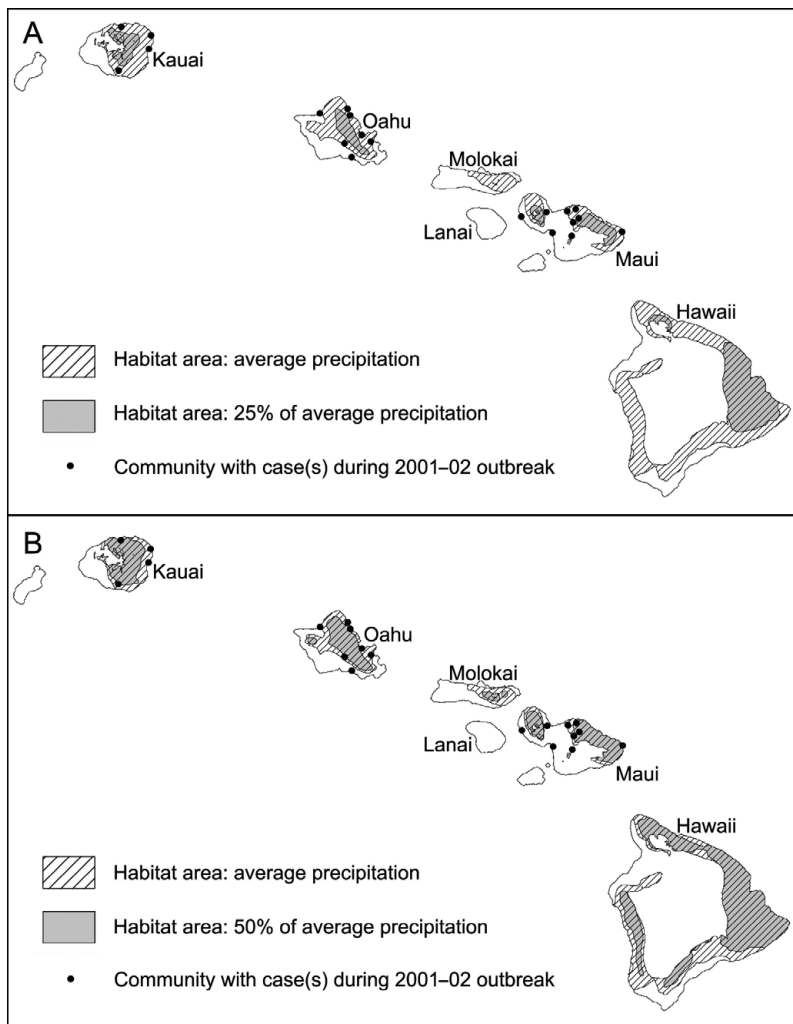 A
Kauai
Oahu
Molokai
Lanai
Maui
Hawaii
Habitat area: average precipitation
Habitat area: 25% of average precipitation
Community with case(s) during 2001–02 outbreak
B
Kauai
Oahu
Molokai
Lanai
Maui
Hawaii
Habitat area: average precipitation
Habitat area: 50% of average precipitation
Community with case(s) during 2001–02 outbreak